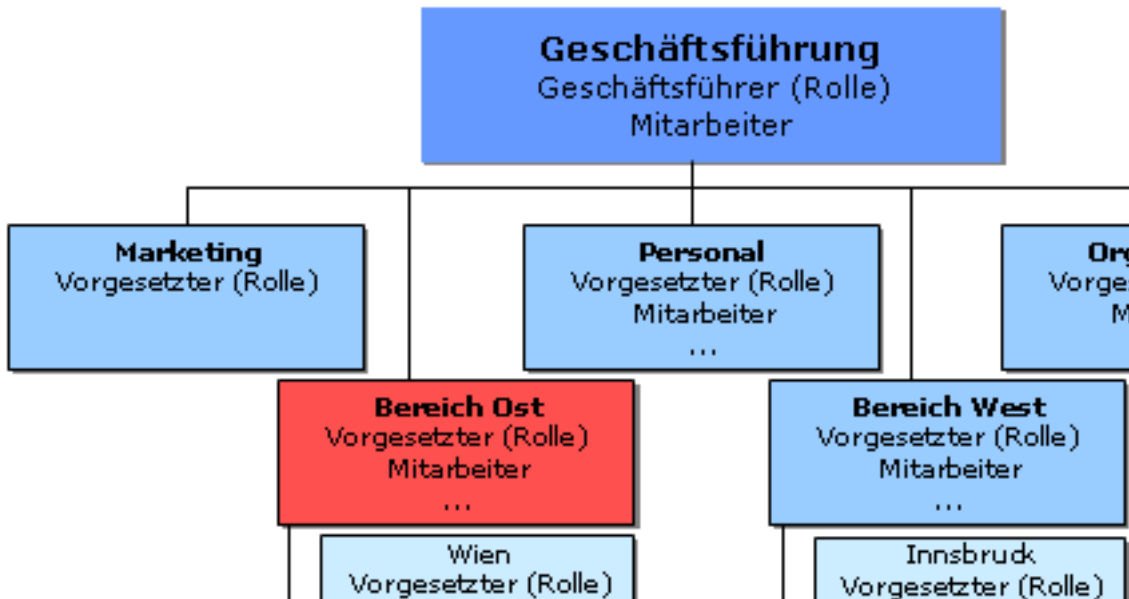 Geschäftsführung
Geschäftsführer (Rolle)
Mitarbeiter
Marketing
Vorgesetzter (Rolle)
Personal
Vorgesetzter (Rolle)
Mitarbeiter
...
Bereich Ost
Vorgesetzter (Rolle)
Mitarbeiter
...
Bereich West
Vorgesetzter (Rolle)
Mitarbeiter
...
Wien
Vorgesetzter (Rolle)
Innsbruck
Vorgesetzter (Rolle)